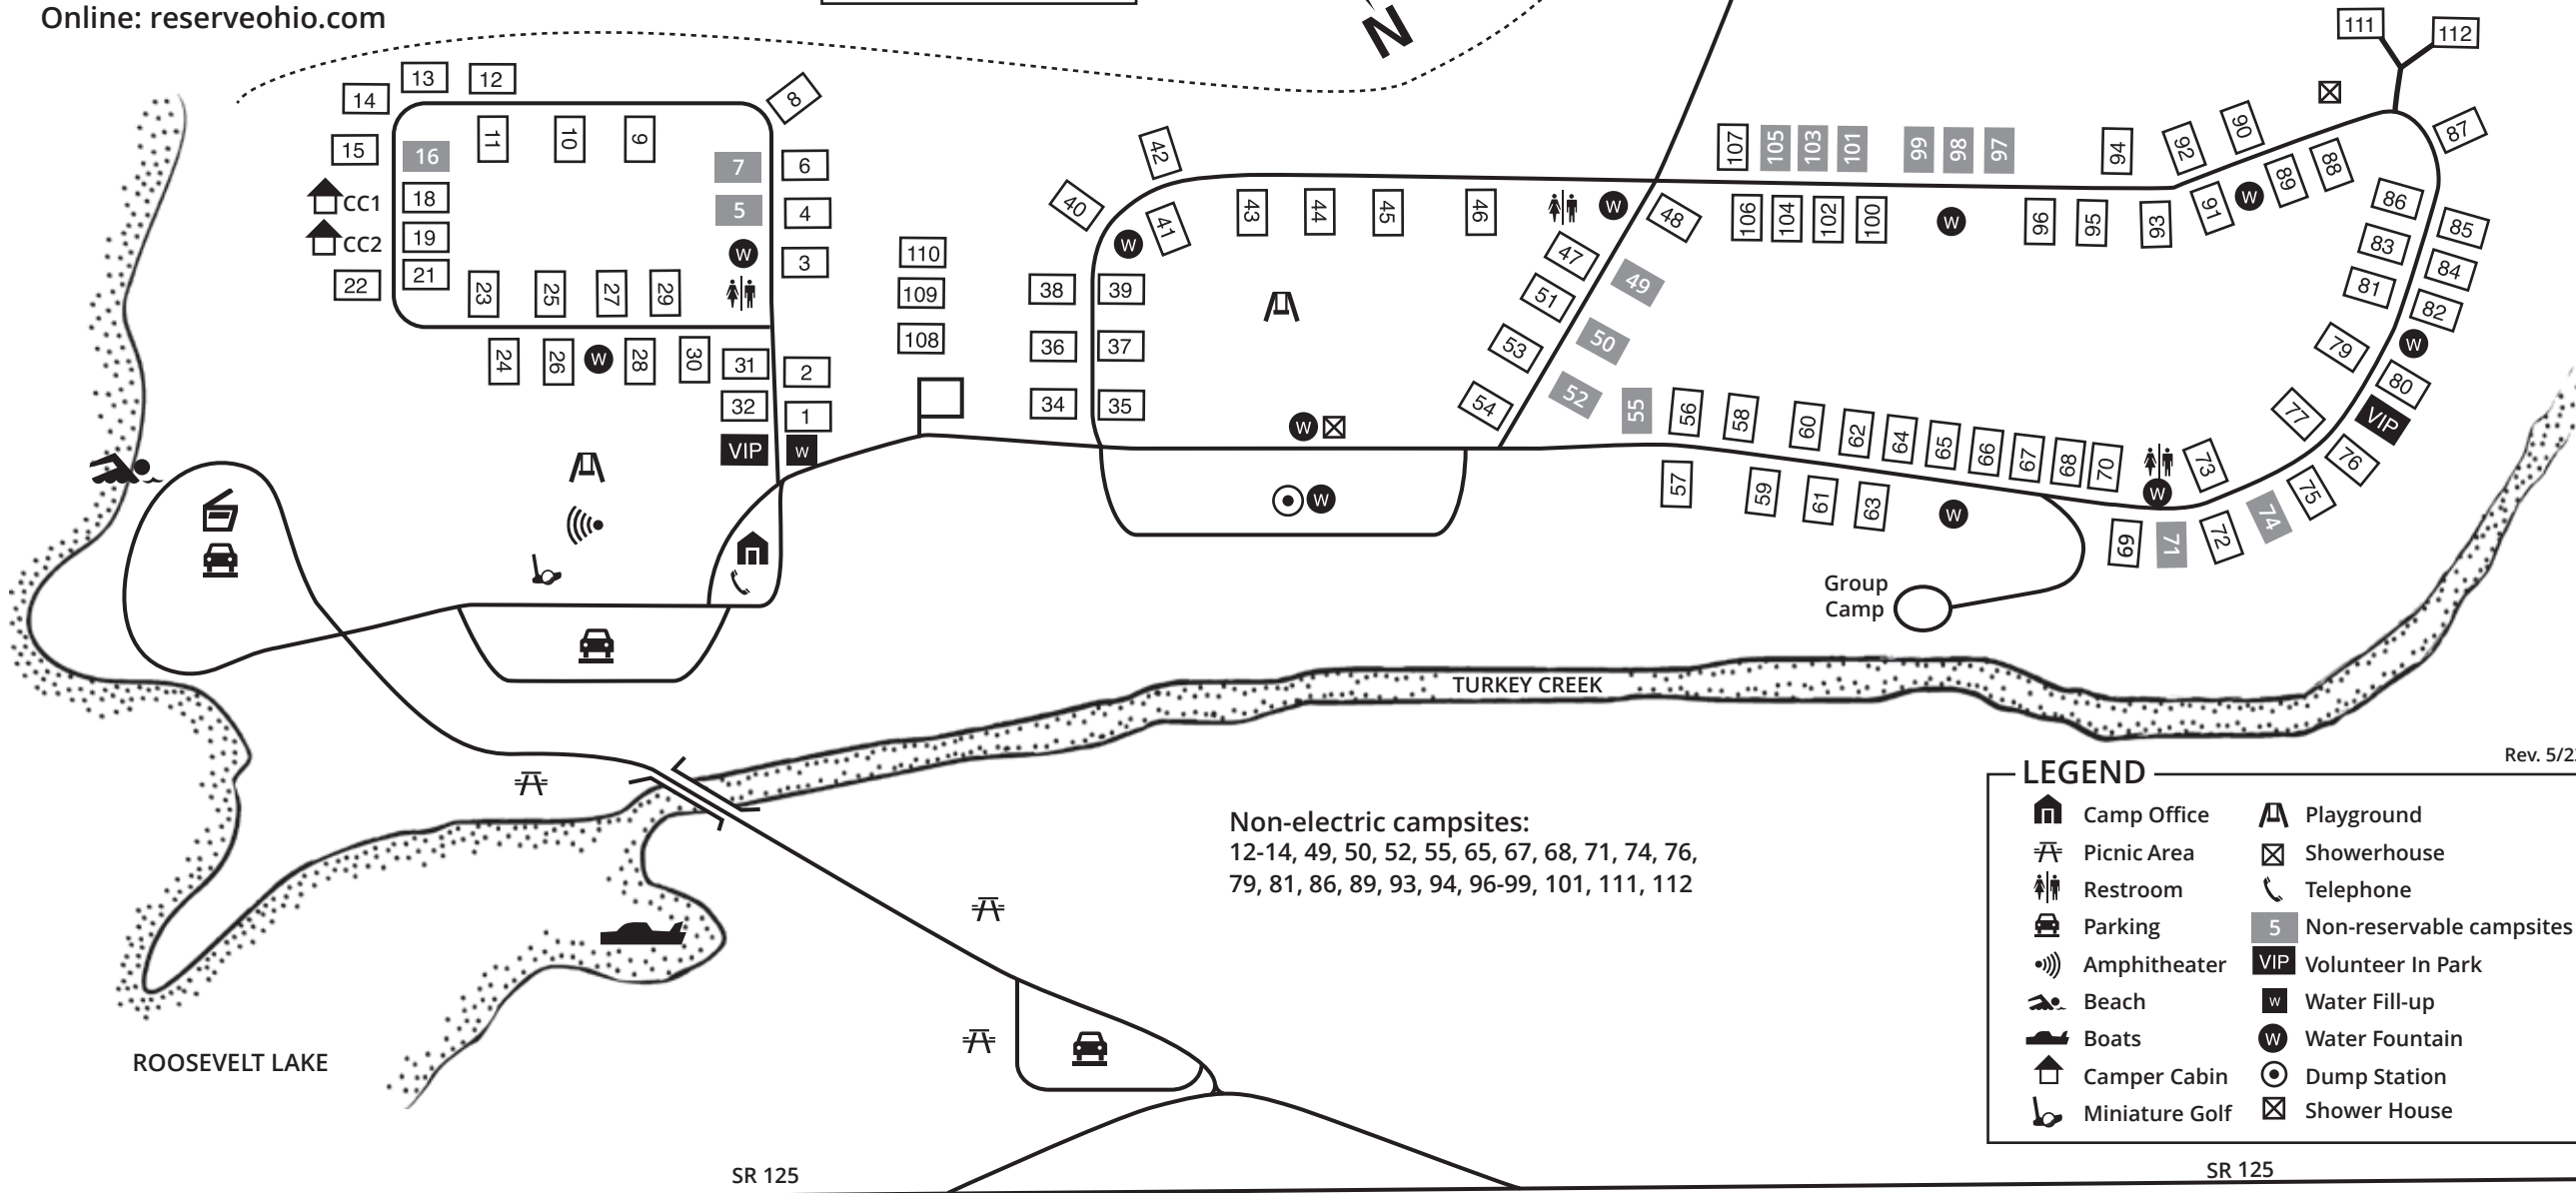 Online: reserveohio.com
N
111
112
13
12
14
8
15
16
11
10
9
7
6
CC1
18
5
4
CC2
19
3
22
21
23
25
27
29
W
24
26
W
28
30
31
2
32
1
VIP
W
110
109
108
42
40
41
W
43
44
45
46
W
38
39
36
37
34
35
W
W
48
47
49
51
50
53
52
54
107
105
103
101
99
98
97
94
92
90
87
106
104
102
100
W
96
95
93
91
W
89
88
86
85
83
84
81
82
W
79
80
VIP
77
76
55
56
58
60
62
64
65
66
67
68
70
W
73
75
57
59
61
63
W
69
71
72
74
Group
Camp
TURKEY CREEK
ROOSEVELT LAKE
Non-electric campsites:
12-14, 49, 50, 52, 55, 65, 67, 68, 71, 74, 76,
79, 81, 86, 89, 93, 94, 96-99, 101, 111, 112
SR 125
SR 125
Rev. 5/2
LEGEND
Camp Office
Picnic Area
Restroom
Parking
Amphitheater
Beach
Boats
Camper Cabin
Miniature Golf
Playground
Showerhouse
Telephone
5 Non-reservable campsites
VIP Volunteer In Park
W Water Fill-up
W Water Fountain
Dump Station
Shower House